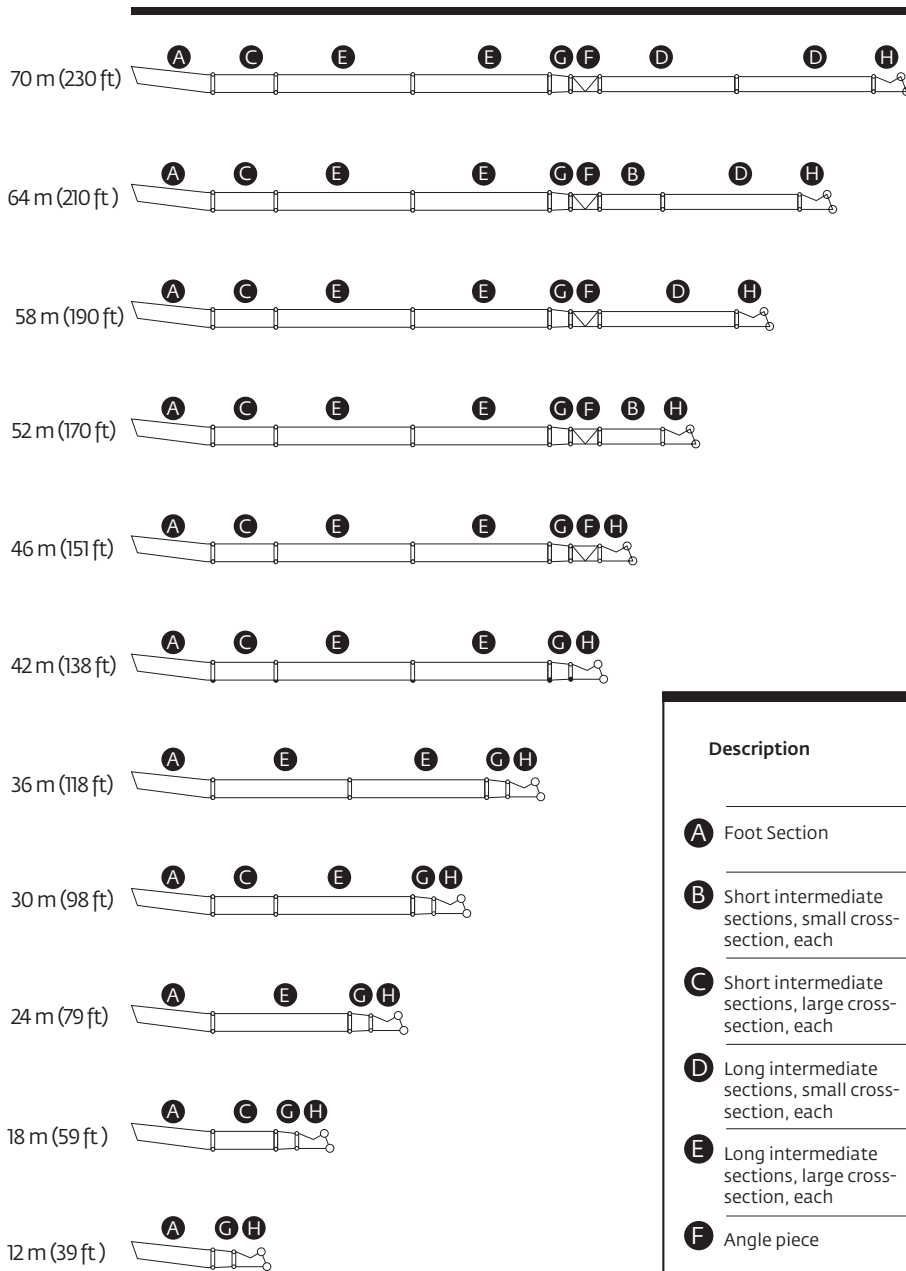 A C E E G F D D H
70 m (230 ft)
A C E E G F B D H
64 m (210 ft )
A C E E G F D H
58 m (190 ft)
A C E E G F B H
52 m (170 ft)
A C E E G F H
46 m (151 ft)
A C E E G H
42 m (138 ft)
A E E G H
36 m (118 ft)
A C E G H
30 m (98 ft)
A E G H
24 m (79 ft)
A C G H
18 m (59 ft )
A G H
12 m (39 ft )
Description
A Foot Section
B Short intermediate
sections, small cross-
section, each
C Short intermediate
sections, large cross-
section, each
D Long intermediate
sections, small cross-
section, each
E Long intermediate
sections, large cross-
section, each
F Angle piece